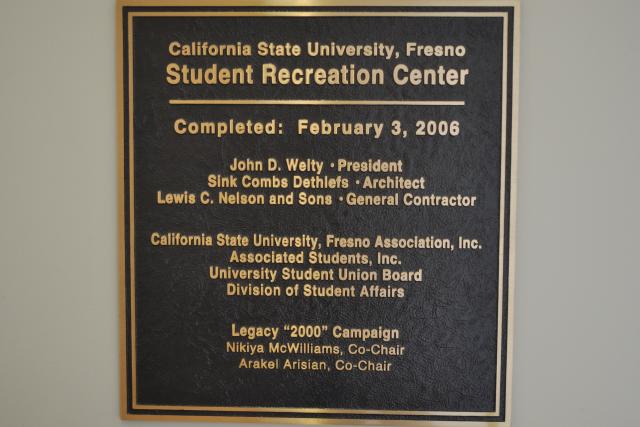 California State University, Fresno
Student Recreation Center
Completed: February 3, 2006
John D. Welty · President
Sink Combs Dethlefs · Architect
Lewis C. Nelson and Sons · General Contractor
California State University, Fresno Association, Inc.
Associated Students, Inc.
University Student Union Board
Division of Student Affairs
Legacy “2000” Campaign
Nikiya McWilliams, Co-Chair
Arakel Arisian, Co-Chair